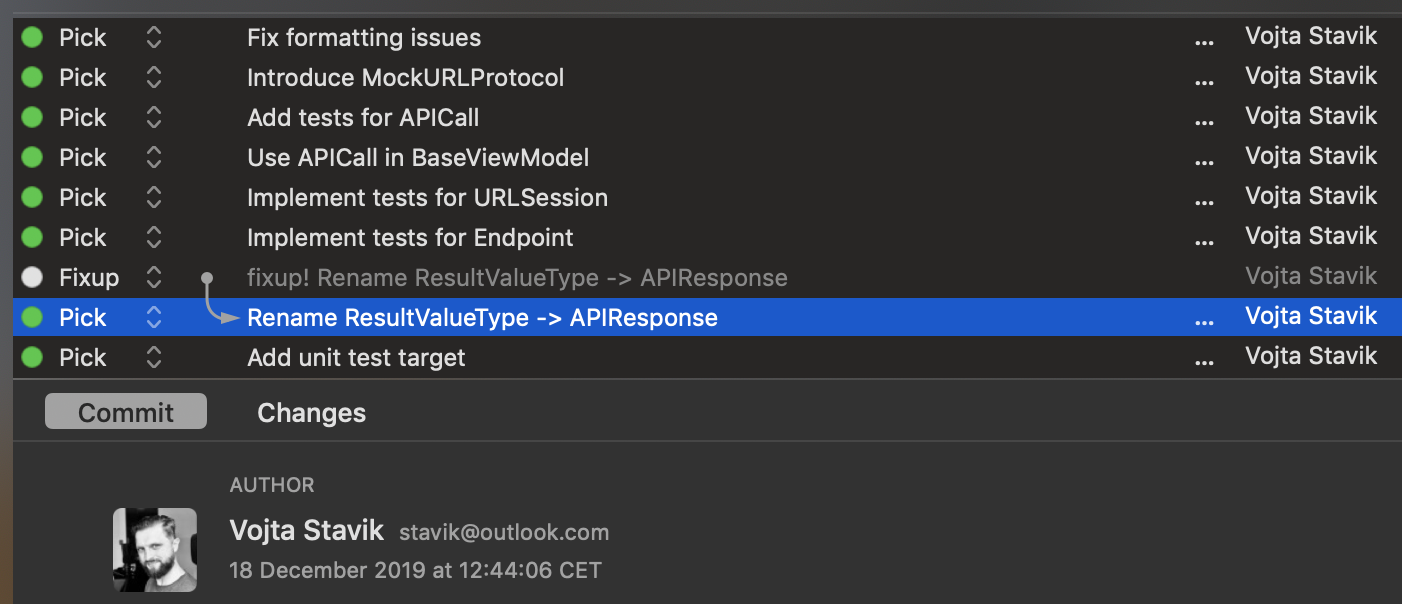 Pick Fix formatting issues ... Vojta Stavik
Pick Introduce MockURLProtocol ... Vojta Stavik
Pick Add tests for APICall ... Vojta Stavik
Pick Use APICall in BaseViewModel ... Vojta Stavik
Pick Implement tests for URLSession ... Vojta Stavik
Pick Implement tests for Endpoint ... Vojta Stavik
Fixup fixup! Rename ResultValueType -> APIResponse Vojta Stavik
Pick Rename ResultValueType -> APIResponse ... Vojta Stavik
Pick Add unit test target ... Vojta Stavik
Commit Changes
AUTHOR
Vojta Stavik stavik@outlook.com
18 December 2019 at 12:44:06 CET